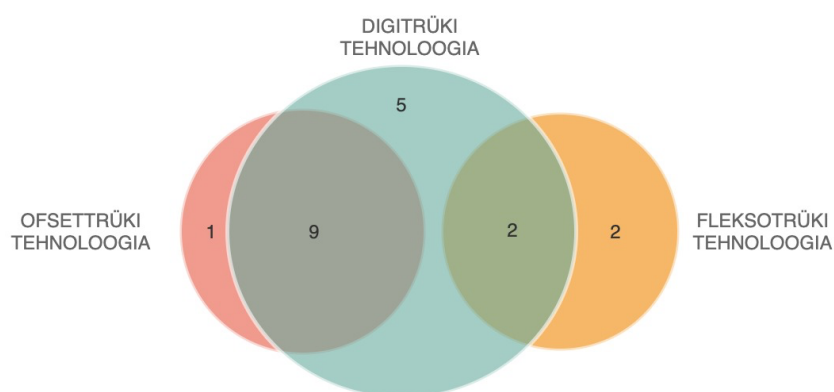 DIGITRÜKI
TEHNOLOOGIA
5
OFSETTRÜKI
TEHNOLOOGIA
1
9
2
2
FLEKSOTRÜKI
TEHNOLOOGIA